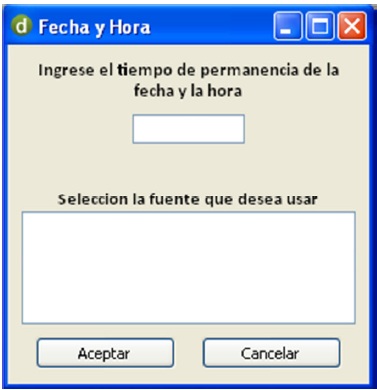 d Fecha y Hora
Ingrese el tiempo de permanencia de la
fecha y la hora
Seleccion la fuente que desea usar
Aceptar
Cancelar